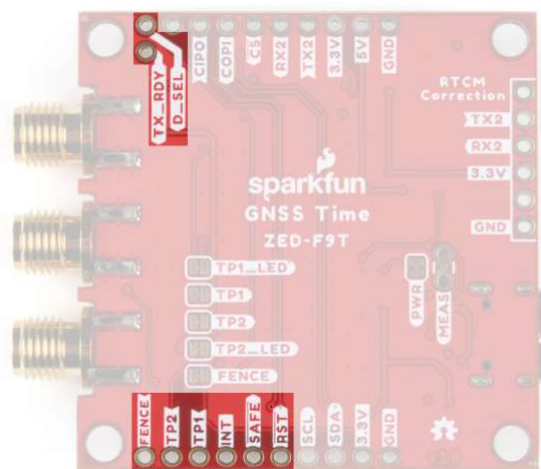 TX_RDY
D_SEL
CIPO
COPI
CS
RX2
TX2
3.3V
5V
GND
RTCM
Correction
TX2
RX2
3.3V
GND
sparkfun
GNSS Time
ZED-F9T
TP1_LED
TP1
TP2
TP2_LED
FENCE
PWR
MEAS
FENCE
TP2
TP1
INT
SAFE
RST
SCL
SDA
3.3V
GND